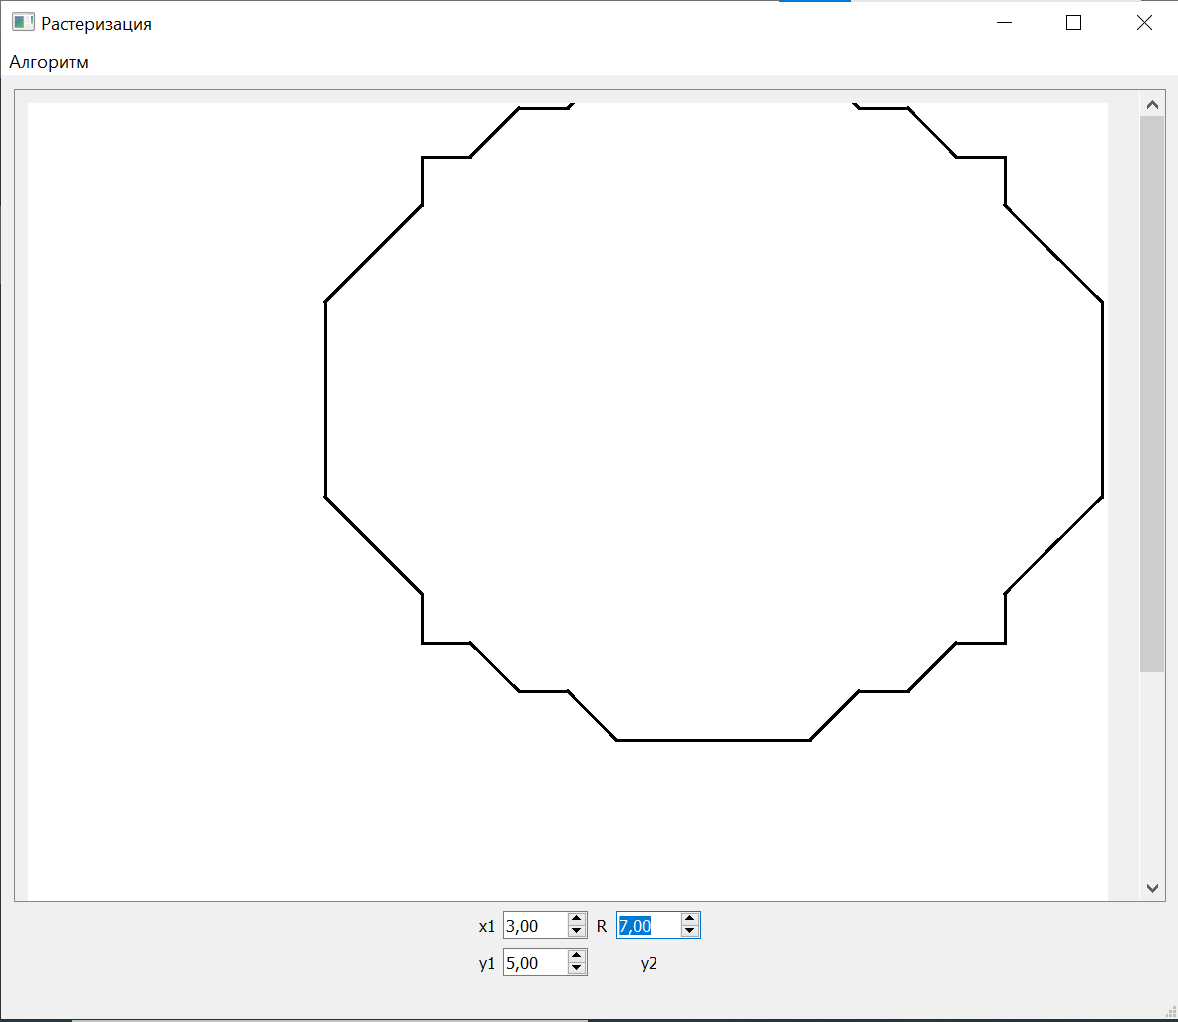 Растеризация
Алгоритм
x1 3,00 R 7,00
y1 5,00 y2